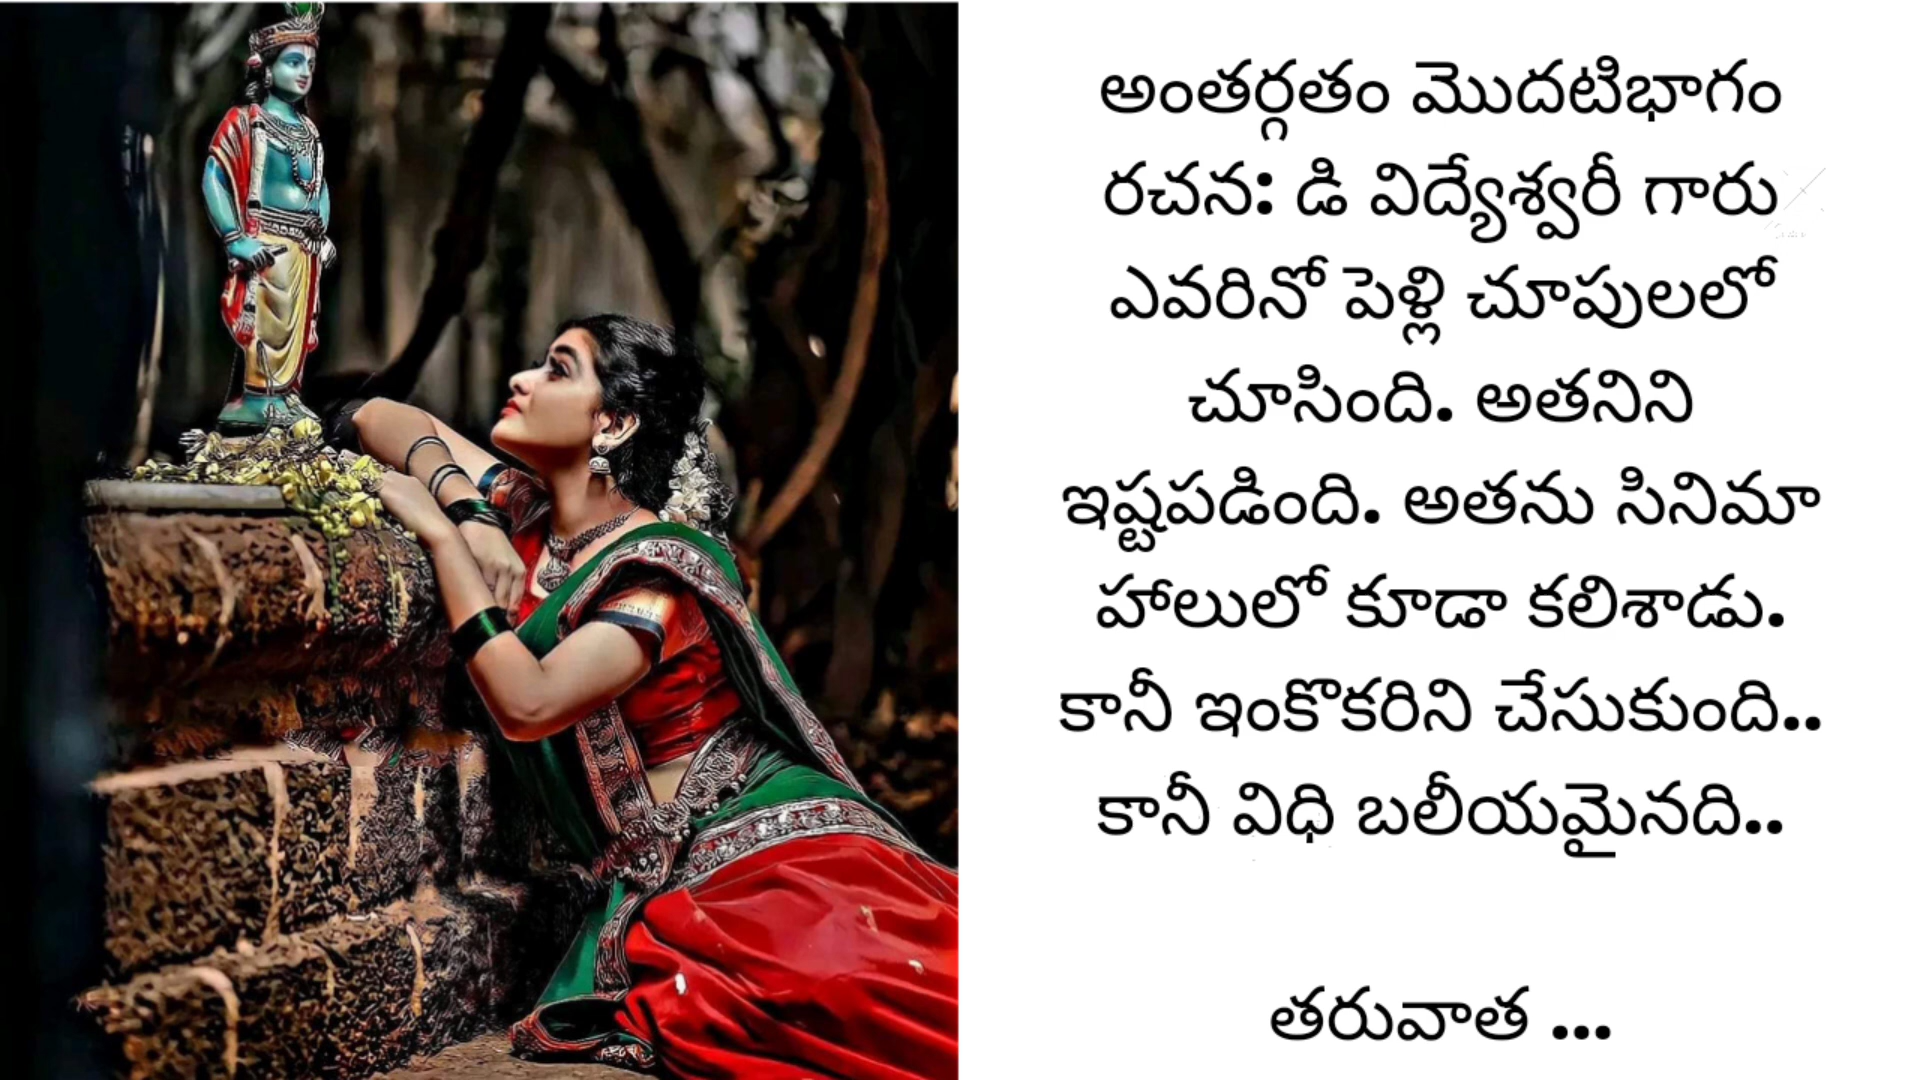 అంతర్గతం మొదటిభాగం
రచన: డి విద్యేశ్వరీ గారు
ఎవరినో పెళ్లి చూపులలో
చూసింది. అతనిని
ఇష్టపడింది. అతను సినిమా
హాలులో కూడా కలిశాడు.
కానీ ఇంకొకరిని చేసుకుంది..
కానీ విధి బలీయమైనది..
తరువాత ...